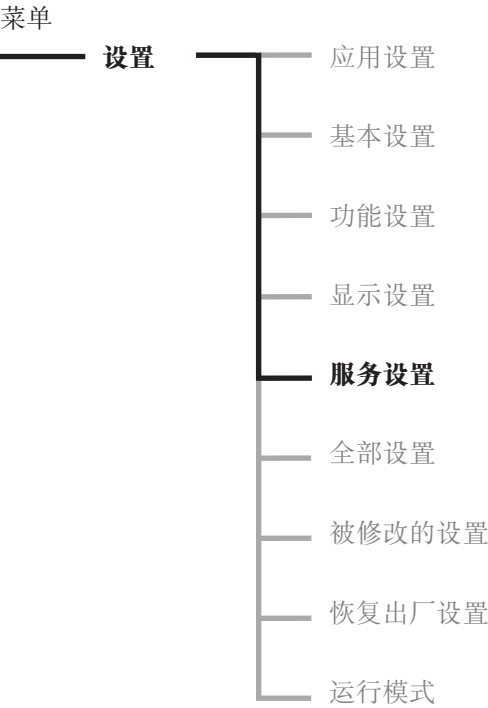 菜单
设置
应用设置
基本设置
功能设置
显示设置
服务设置
全部设置
被修改的设置
恢复出厂设置
运行模式